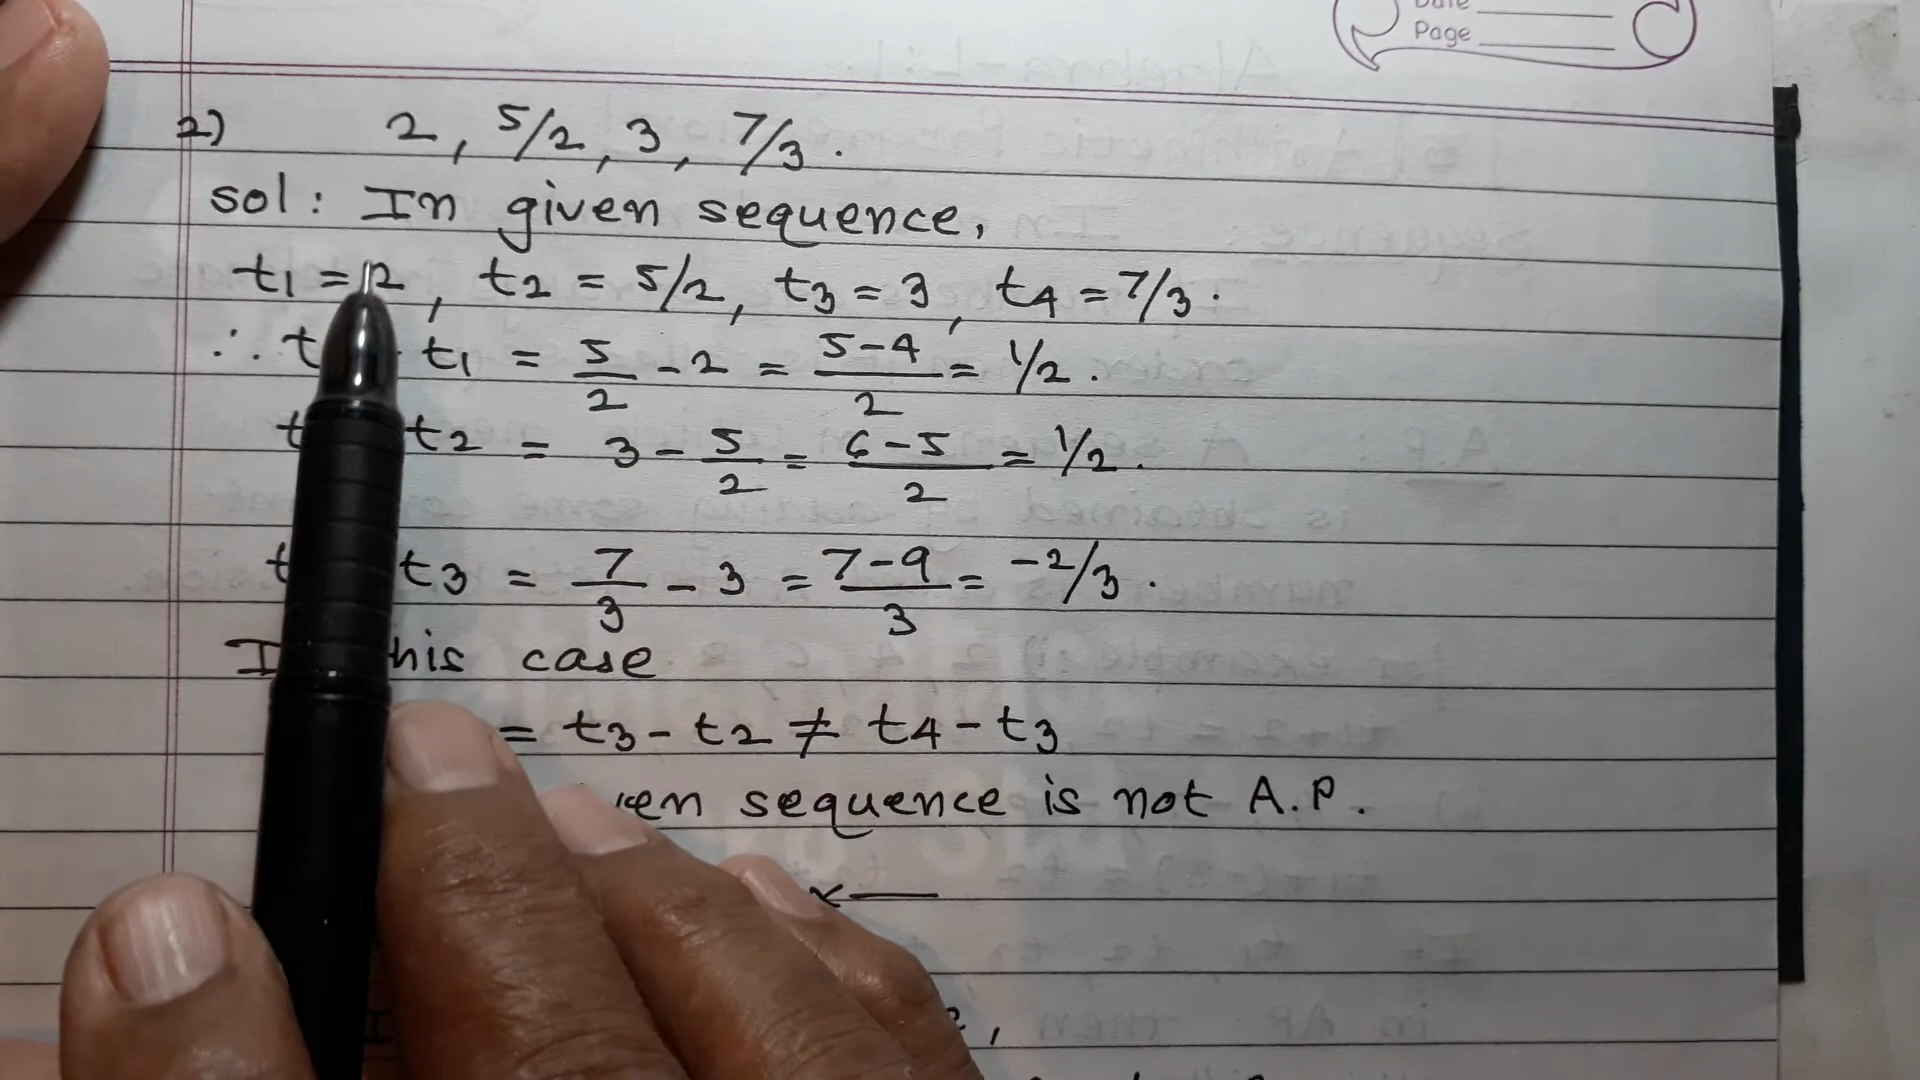 Date
Page
2) 2, 5/2, 3, 7/3.
sol: In given sequence,
t1 = 2, t2 = 5/2, t3 = 3, t4 = 7/3.
∴ t t1 = 5/2 - 2 = 5-4/2 = 1/2.
t t2 = 3 - 5/2 = 6-5/2 = 1/2.
t t3 = 7/3 - 3 = 7-9/3 = -2/3.
I his case
= t3 - t2 ≠ t4 - t3
ven sequence is not A.P.